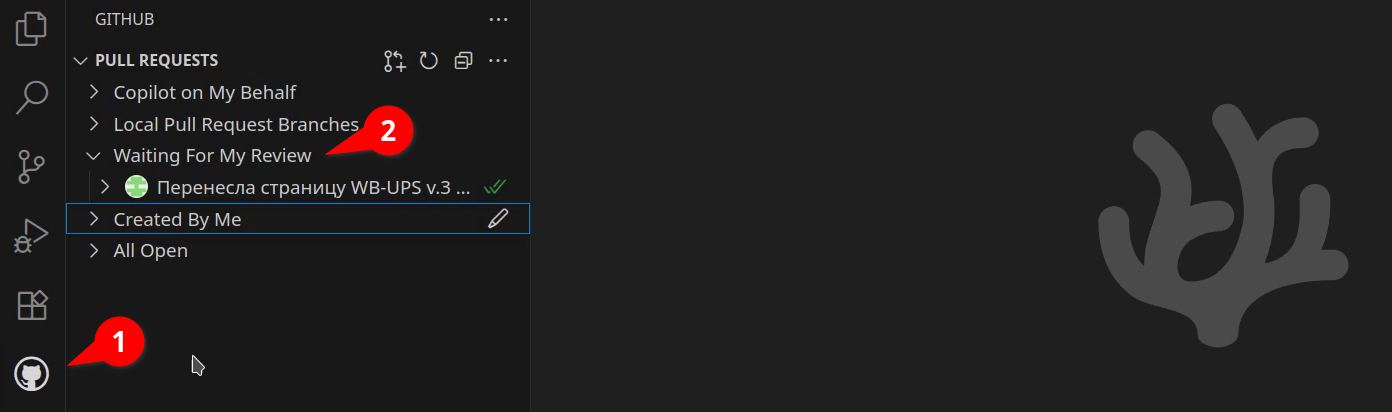 GITHUB
PULL REQUESTS
Copilot on My Behalf
Local Pull Request Branches
2
Waiting For My Review
Перенесла страницу WB-UPS v.3 ...
Created By Me
All Open
1